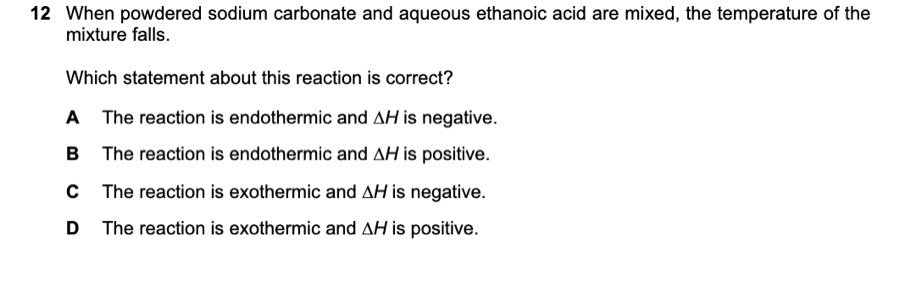 12 When powdered sodium carbonate and aqueous ethanoic acid are mixed, the temperature of the
mixture falls.
Which statement about this reaction is correct?
A The reaction is endothermic and ΔH is negative.
B The reaction is endothermic and ΔH is positive.
C The reaction is exothermic and ΔH is negative.
D The reaction is exothermic and ΔH is positive.